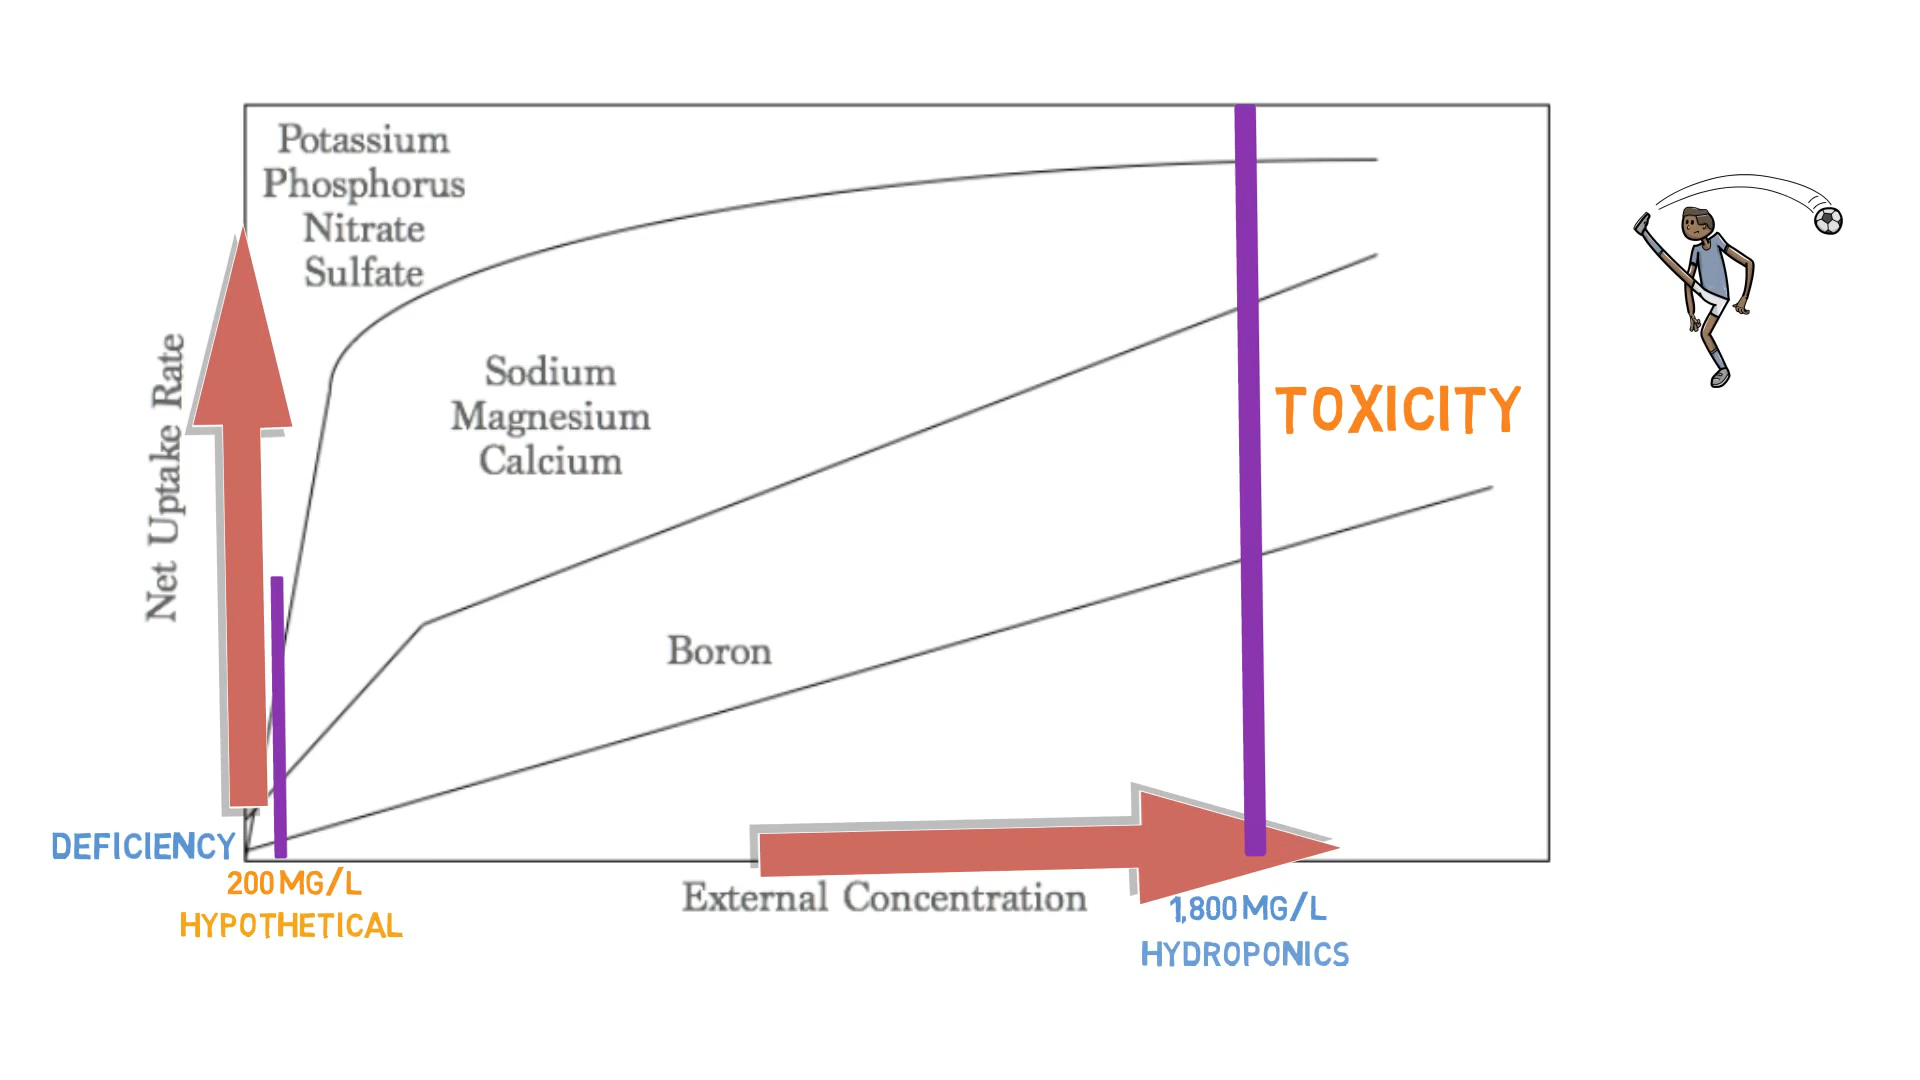 Potassium
Phosphorus
Nitrate
Sulfate
Sodium
Magnesium
Calcium
Boron
TOXICITY
Net Uptake Rate
DEFICIENCY
200 MG/L
HYPOTHETICAL
External Concentration
1,800 MG/L
HYDROPONICS